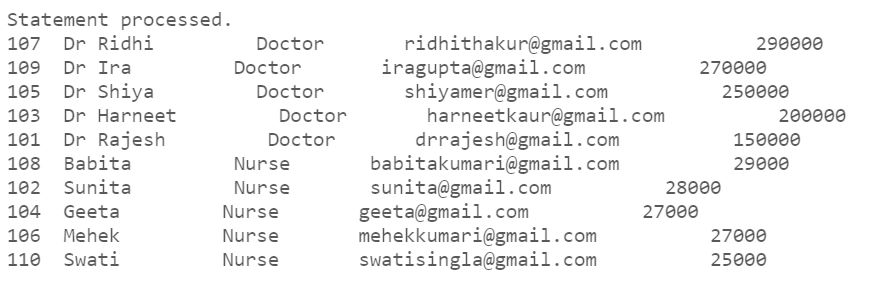 Statement processed.
107 Dr Ridhi Doctor ridhithakur@gmail.com 290000
109 Dr Ira Doctor iragupta@gmail.com 270000
105 Dr Shiya Doctor shiyamer@gmail.com 250000
103 Dr Harneet Doctor harneetkaur@gmail.com 200000
101 Dr Rajesh Doctor drrajesh@gmail.com 150000
108 Babita Nurse babitakumari@gmail.com 29000
102 Sunita Nurse sunita@gmail.com 28000
104 Geeta Nurse geeta@gmail.com 27000
106 Mehek Nurse mehekkumari@gmail.com 27000
110 Swati Nurse swatisingla@gmail.com 25000